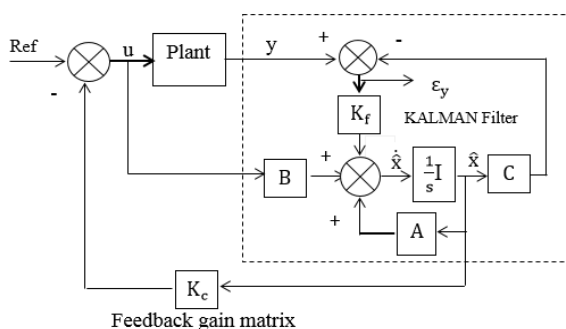 Ref
-
u
Plant
y
+
-
εy
Kf
KALMAN Filter
B
+
ẋ̂
1/s I
x̂
C
+
A
Kc
Feedback gain matrix